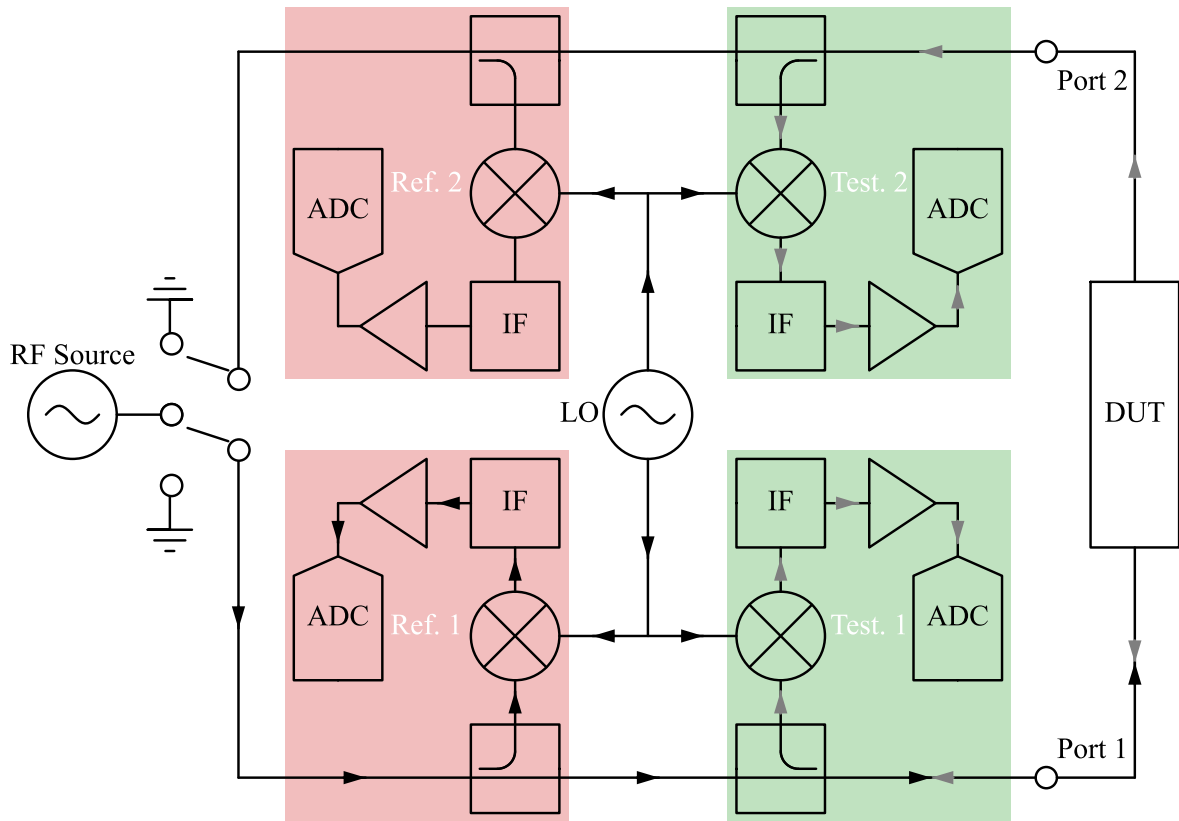 Port 2
Ref. 2
Test. 2
ADC
ADC
IF
IF
RF Source
LO
DUT
IF
IF
ADC
Ref. 1
Test. 1
ADC
Port 1